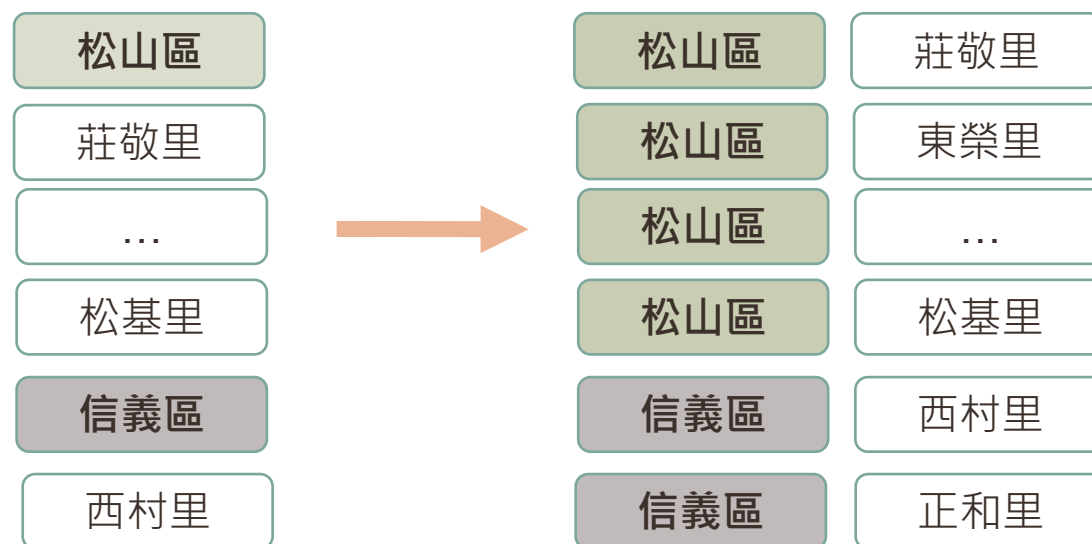 松山區
莊敬里
...
松基里
信義區
西村里
松山區 莊敬里
松山區 東榮里
松山區 ...
松山區 松基里
信義區 西村里
信義區 正和里